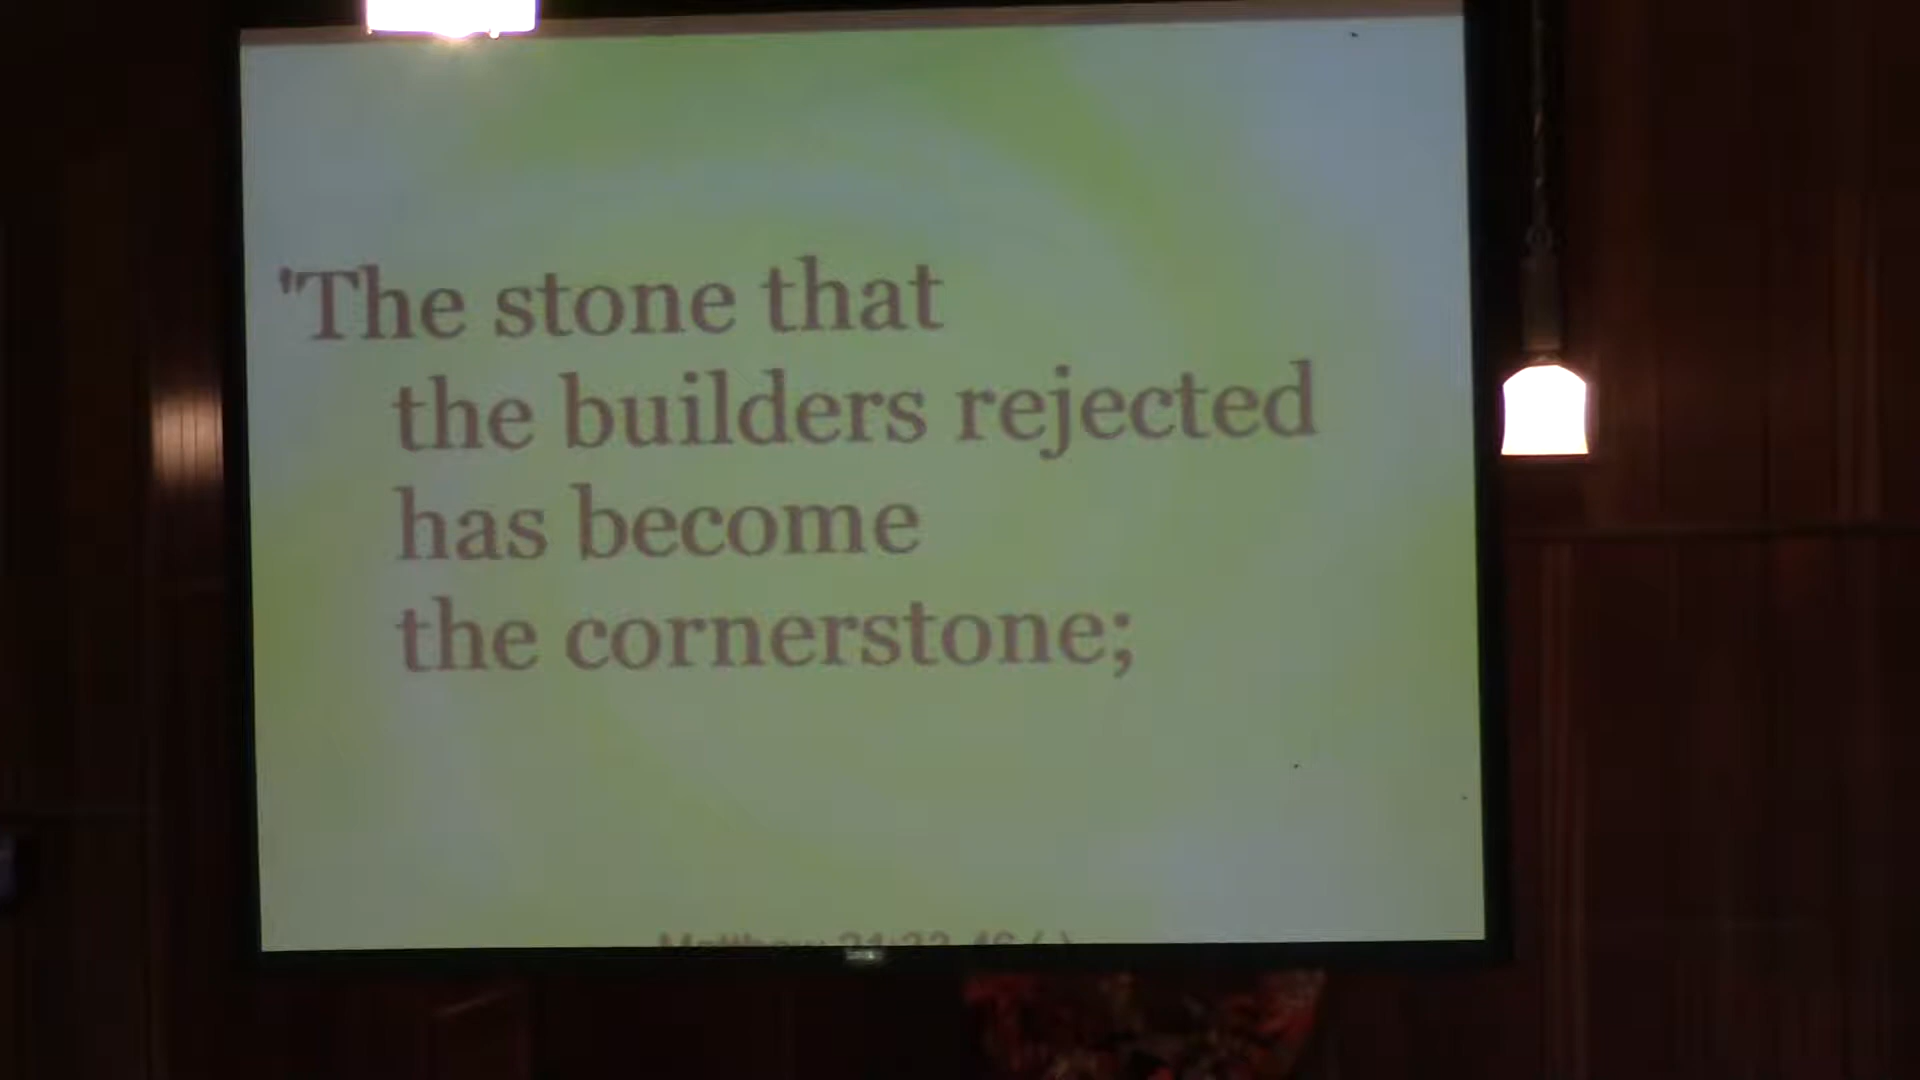 'The stone that
the builders rejected
has become
the cornerstone;